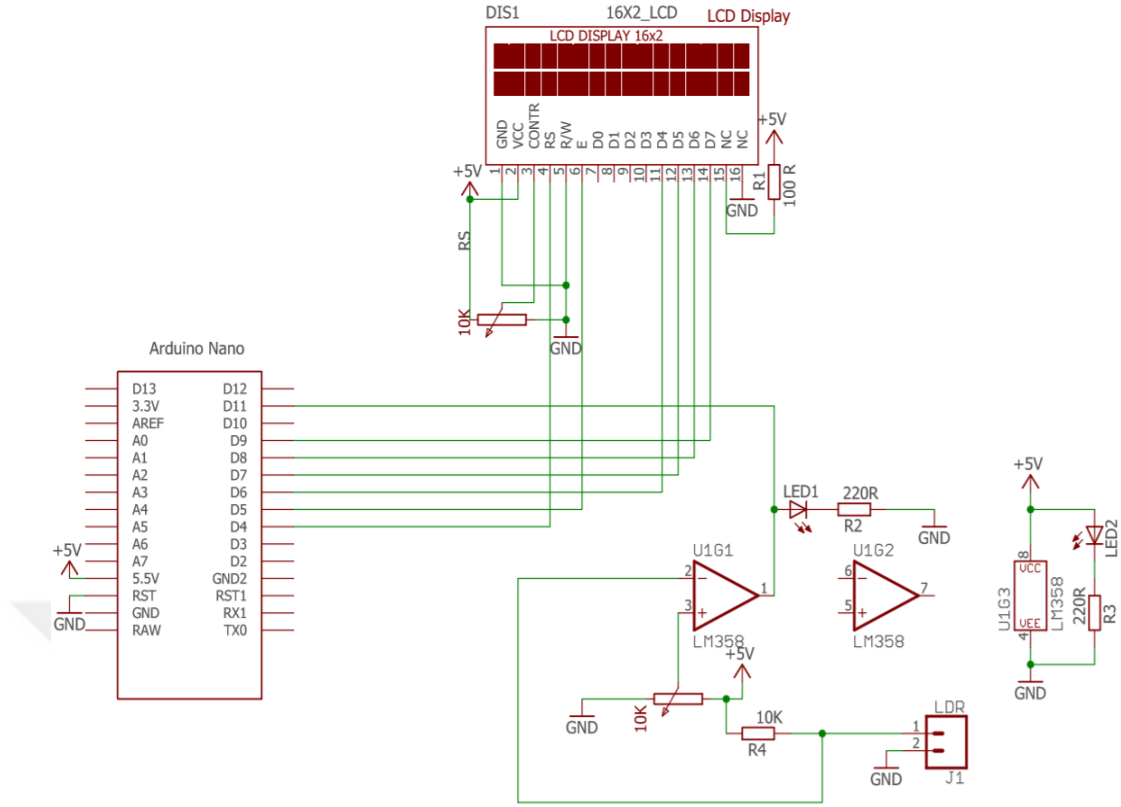 DIS1 16X2_LCD LCD Display
LCD DISPLAY 16x2
GND VCC CONTR RS R/W E D0 D1 D2 D3 D4 D5 D6 D7 NC NC
1 2 3 4 5 6 7 8 9 10 11 12 13 14 15 16
+5V
R1
100 R
GND
+5V
RS
10K
GND
Arduino Nano
D13 D12
3.3V D11
AREF D10
A0 D9
A1 D8
A2 D7
A3 D6
A4 D5
A5 D4
A6 D3
A7 D2
5.5V GND2
RST RST1
GND RX1
RAW TX0
+5V
GND
LED1
220R
R2
GND
U1G1
2
3
1
LM358
U1G2
6
5
7
LM358
+5V
8
VCC
U1G3
LM358
VEE
4
LED2
220R
R3
GND
+5V
GND
10K
10K
R4
LDR
1
2
J1
GND